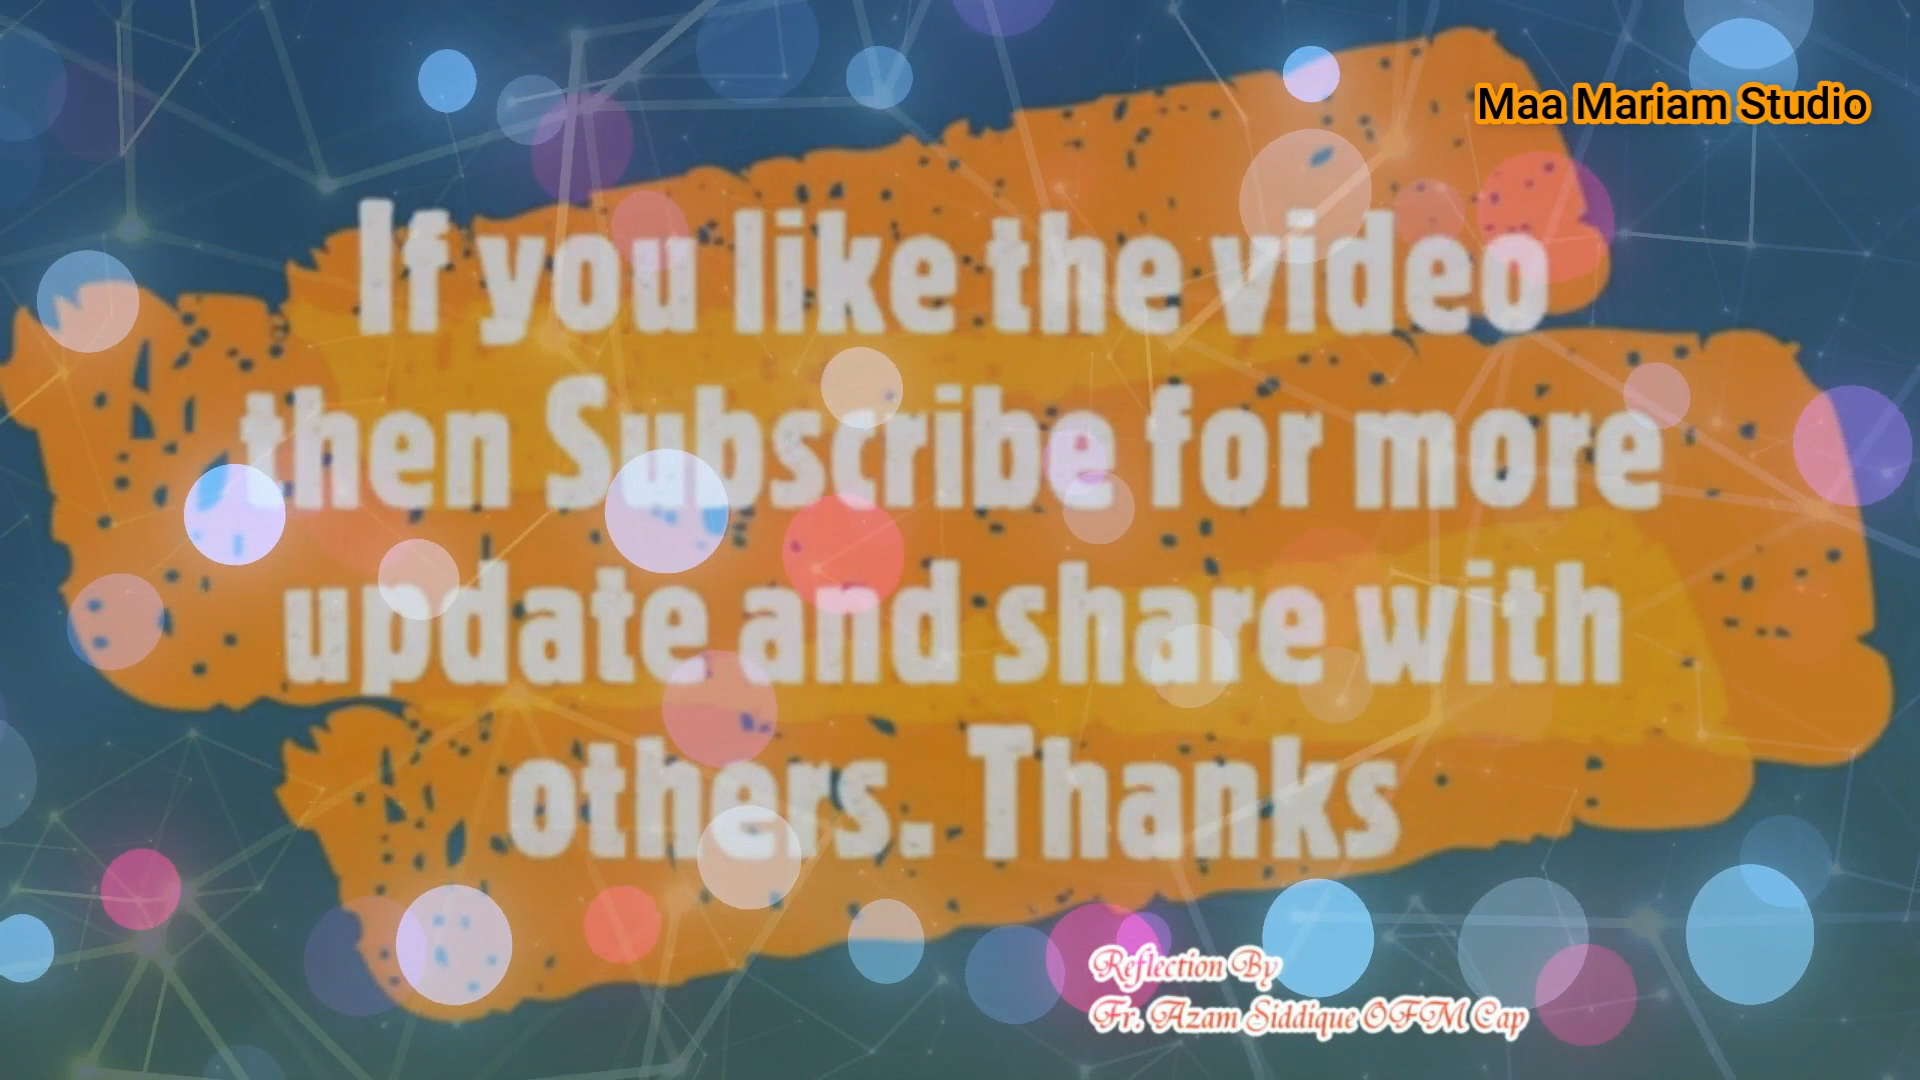 Maa Mariam Studio
If you like the video
then Subscribe for more
update and share with
others. Thanks
Reflection By
Fr. Azam Siddique OFM Cap